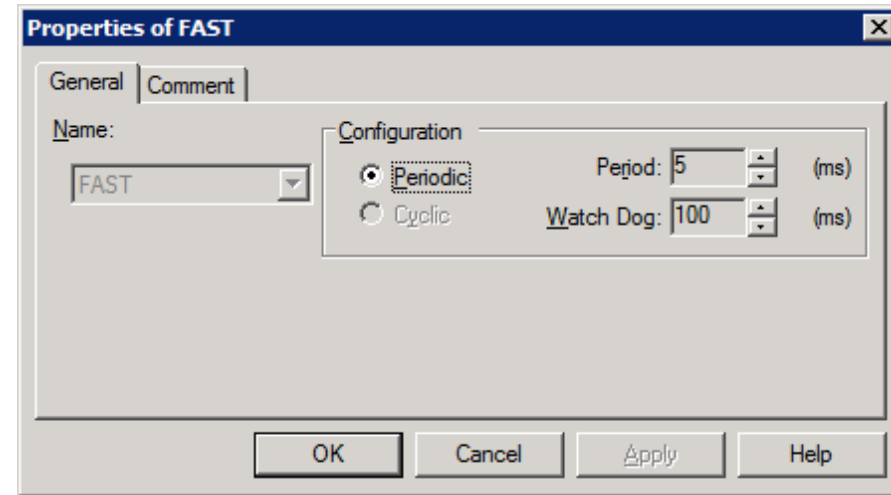 Properties of FAST
General Comment
Name:
FAST
Configuration
Periodic Period: 5 (ms)
Cyclic Watch Dog: 100 (ms)
OK Cancel Apply Help